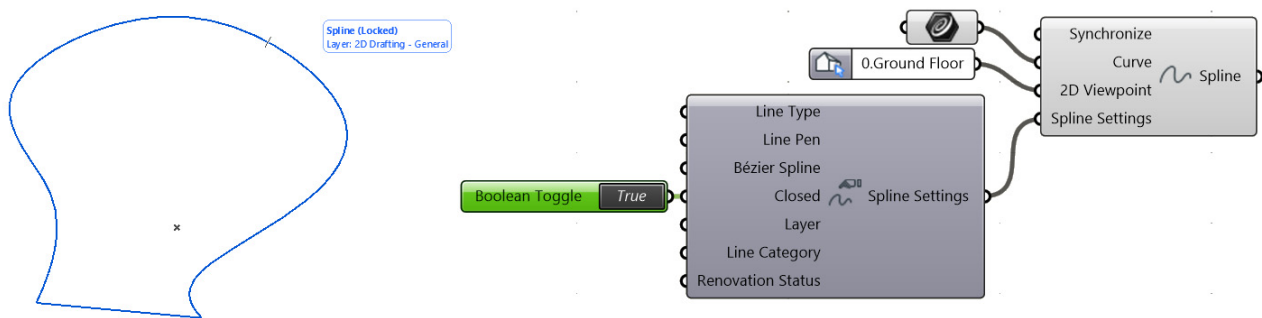 Spline (Locked)
Layer: 2D Drafting - General
0.Ground Floor
Synchronize
Curve
2D Viewpoint
Spline Settings
Spline
Boolean Toggle
True
Line Type
Line Pen
Bézier Spline
Closed
Layer
Line Category
Renovation Status
Spline Settings